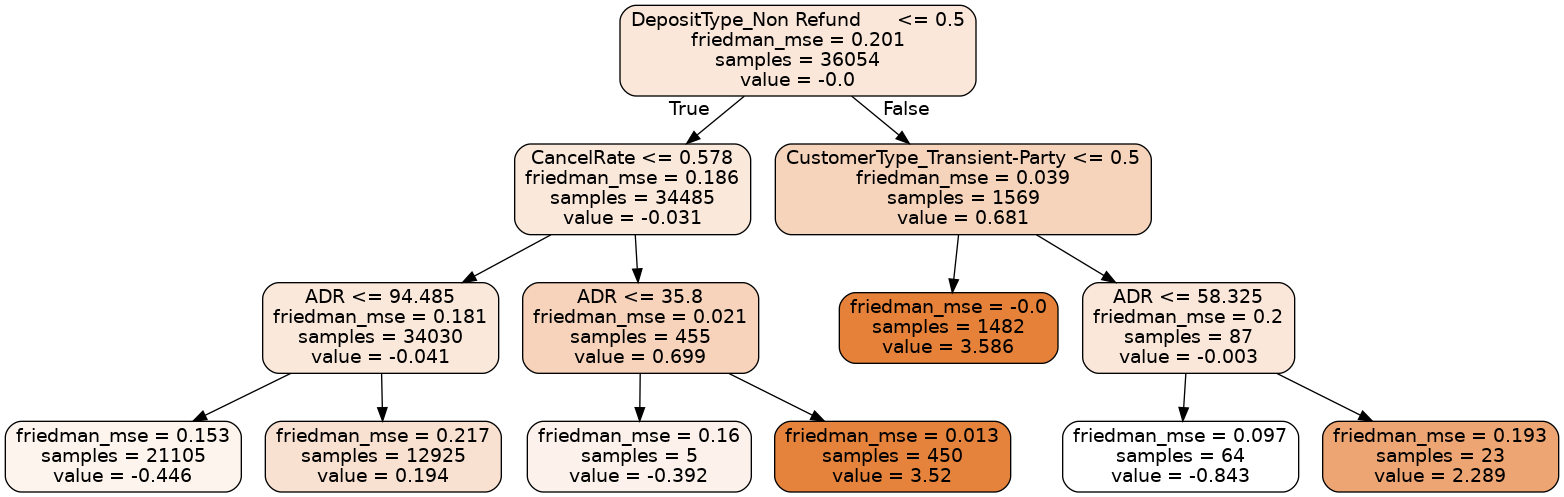 DepositType_Non Refund      <= 0.5
friedman_mse = 0.201
samples = 36054
value = -0.0
True
False
CancelRate <= 0.578
friedman_mse = 0.186
samples = 34485
value = -0.031
CustomerType_Transient-Party <= 0.5
friedman_mse = 0.039
samples = 1569
value = 0.681
ADR <= 94.485
friedman_mse = 0.181
samples = 34030
value = -0.041
ADR <= 35.8
friedman_mse = 0.021
samples = 455
value = 0.699
friedman_mse = -0.0
samples = 1482
value = 3.586
ADR <= 58.325
friedman_mse = 0.2
samples = 87
value = -0.003
friedman_mse = 0.153
samples = 21105
value = -0.446
friedman_mse = 0.217
samples = 12925
value = 0.194
friedman_mse = 0.16
samples = 5
value = -0.392
friedman_mse = 0.013
samples = 450
value = 3.52
friedman_mse = 0.097
samples = 64
value = -0.843
friedman_mse = 0.193
samples = 23
value = 2.289